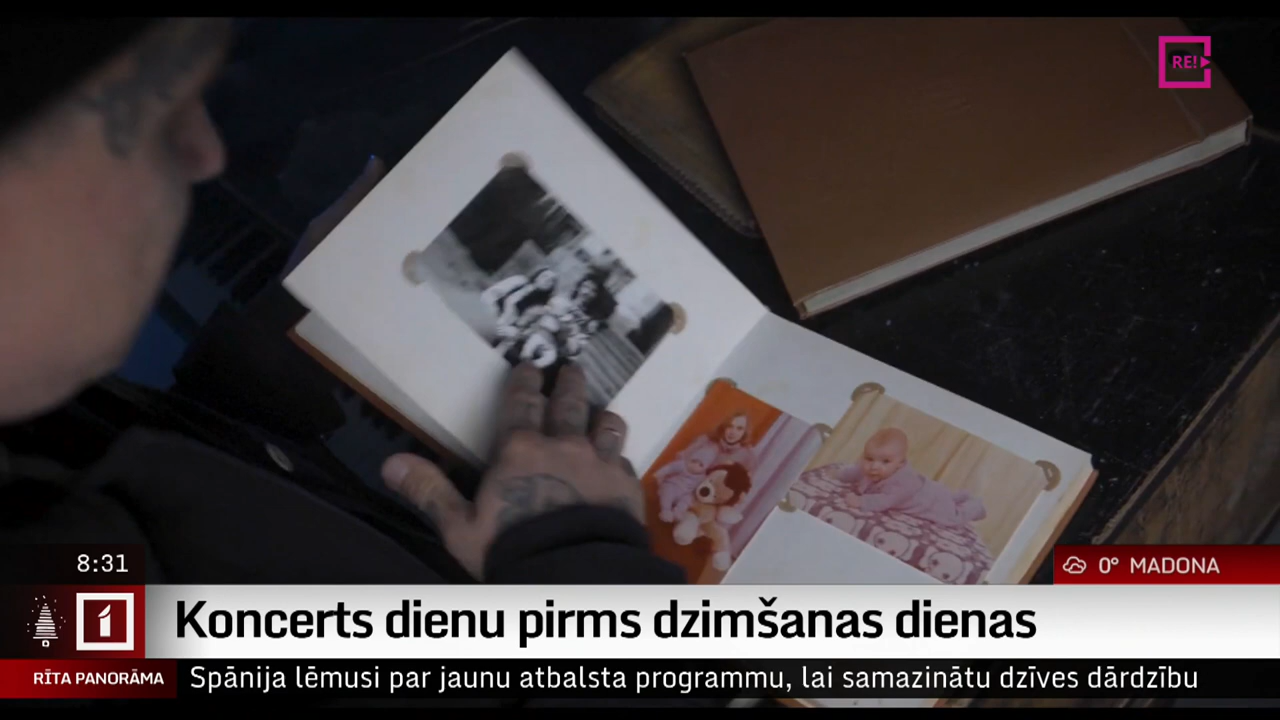 RE!
8:31
0° MADONA
1
Koncerts dienu pirms dzimšanas dienas
RĪTA PANORĀMA
Spānija lēmusi par jaunu atbalsta programmu, lai samazinātu dzīves dārdzību